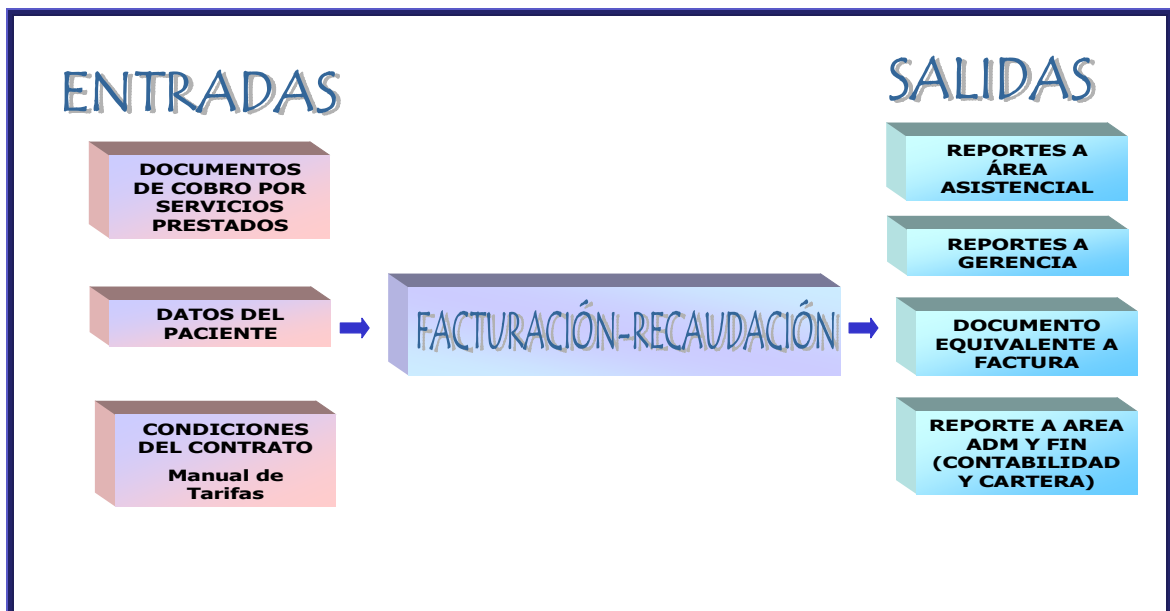 ENTRADAS
DOCUMENTOS
DE COBRO POR
SERVICIOS
PRESTADOS
DATOS DEL
PACIENTE
CONDICIONES
DEL CONTRATO
Manual de
Tarifas
FACTURACIÓN-RECAUDACIÓN
SALIDAS
REPORTES A
ÁREA
ASISTENCIAL
REPORTES A
GERENCIA
DOCUMENTO
EQUIVALENTE A
FACTURA
REPORTE A AREA
ADM Y FIN
(CONTABILIDAD
Y CARTERA)